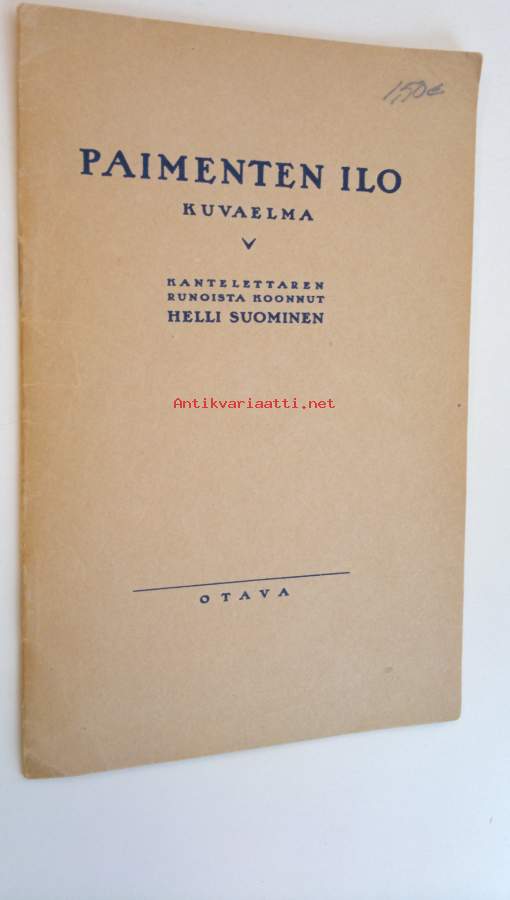 1,50€
PAIMENTEN ILO
KUVAELMA
KANTELETTAREN
RUNOISTA KOONNUT
HELLI SUOMINEN
Antikvariaatti.net
OTAVA